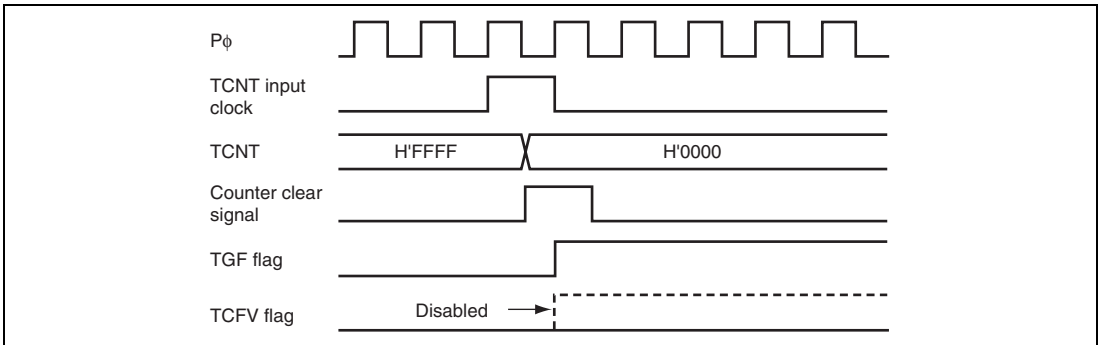 Pϕ
TCNT input
clock
TCNT
H'FFFF
H'0000
Counter clear
signal
TGF flag
TCFV flag
Disabled